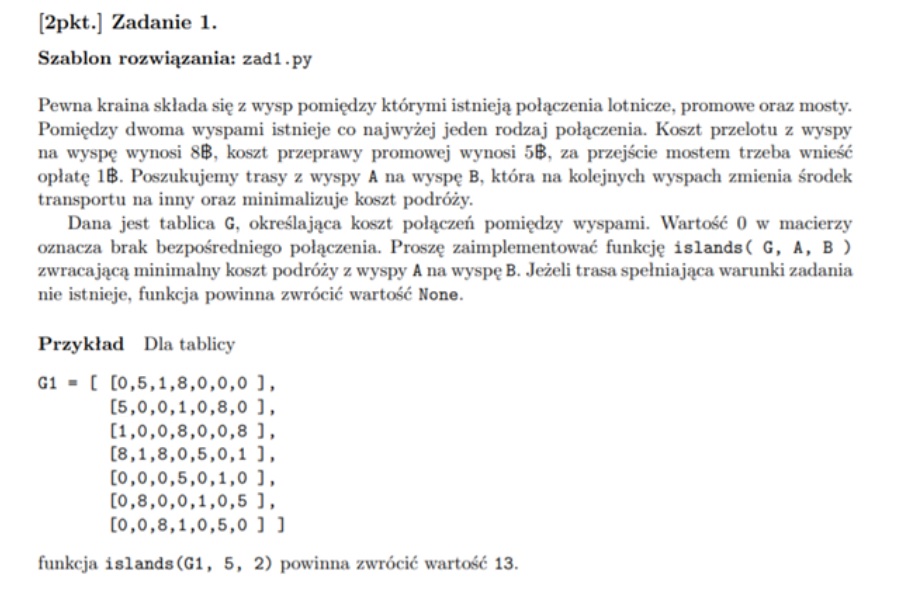 [2pkt.] Zadanie 1.
Szablon rozwiązania: zad1.py
Pewna kraina składa się z wysp pomiędzy którymi istnieją połączenia lotnicze, promowe oraz mosty.
Pomiędzy dwoma wyspami istnieje co najwyżej jeden rodzaj połączenia. Koszt przelotu z wyspy
na wyspę wynosi 8฿, koszt przeprawy promowej wynosi 5฿, za przejście mostem trzeba wnieść
opłatę 1฿. Poszukujemy trasy z wyspy A na wyspę B, która na kolejnych wyspach zmienia środek
transportu na inny oraz minimalizuje koszt podróży.
Dana jest tablica G, określająca koszt połączeń pomiędzy wyspami. Wartość 0 w macierzy
oznacza brak bezpośredniego połączenia. Proszę zaimplementować funkcję islands( G, A, B )
zwracającą minimalny koszt podróży z wyspy A na wyspę B. Jeżeli trasa spełniająca warunki zadania
nie istnieje, funkcja powinna zwrócić wartość None.
Przykład Dla tablicy
G1 = [ [0,5,1,8,0,0,0 ],
[5,0,0,1,0,8,0 ],
[1,0,0,8,0,0,8 ],
[8,1,8,0,5,0,1 ],
[0,0,0,5,0,1,0 ],
[0,8,0,0,1,0,5 ],
[0,0,8,1,0,5,0 ] ]
funkcja islands(G1, 5, 2) powinna zwrócić wartość 13.